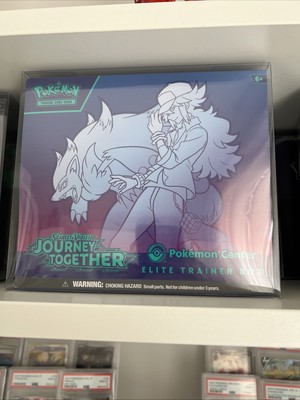 POKÉMON
TRADING CARD GAME
6+
Scarlet & Violet
JOURNEY
TOGETHER
Pokémon Center
ELITE TRAINER BOX
WARNING: CHOKING HAZARD Small parts. Not for children under 3 years.